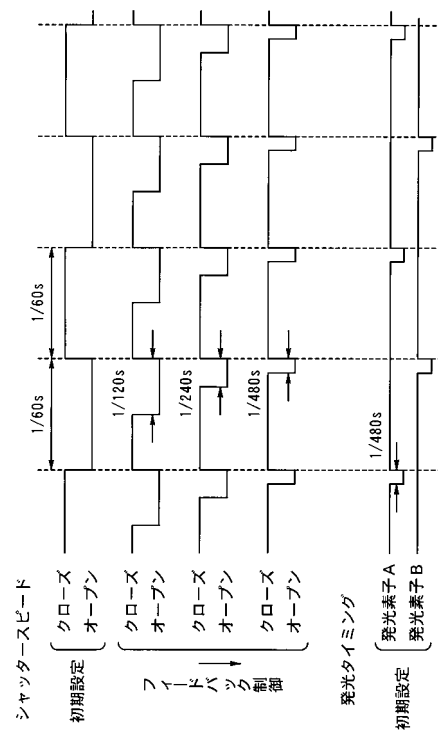 シャッタースピード
1/60s
1/60s
初期設定
クローズ
オープン
フィードバック制御
クローズ
オープン
1/120s
クローズ
オープン
1/240s
クローズ
オープン
1/480s
発光タイミング
初期設定
発光素子A
発光素子B
1/480s